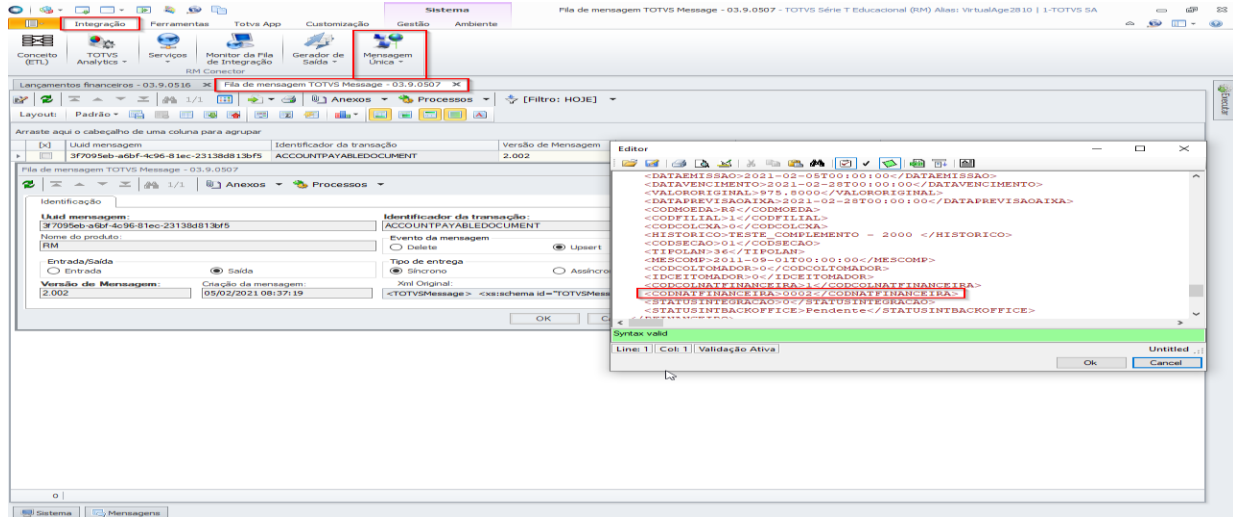 Sistema
Fila de mensagem TOTVS Message - 03.9.0507 - TOTVS Série T Educacional (RM) Alias: VirtualAge2810 | 1-TOTVS SA
Integração Ferramentas Totvs App Customização Gestão Ambiente
Conceito (ETL)
TOTVS Analytics
Serviços
Monitor da Fila de Integração
Gerador de Saída
Mensagem Única
RM Conector
Lançamentos financeiros - 03.9.0516
Fila de mensagem TOTVS Message - 03.9.0507
1/1 Anexos Processos [Filtro: HOJE]
Executar
Layout: Padrão
Arraste aqui o cabeçalho de uma coluna para agrupar
[x] Uuid mensagem Identificador da transação Versão de Mensagem
3f7095eb-a6bf-4c96-81ec-23138d813bf5 ACCOUNTPAYABLEDOCUMENT 2.002
Fila de mensagem TOTVS Message - 03.9.0507
1/1 Anexos Processos
Identificação
Uuid mensagem: Identificador da transação:
3f7095eb-a6bf-4c96-81ec-23138d813bf5 ACCOUNTPAYABLEDOCUMENT
Nome do produto: Evento da mensagem
RM Delete Upsert
Entrada/Saída Tipo de entrega
Entrada Saída Síncrono Assíncro
Versão de Mensagem: Criação da mensagem: Xml Original:
2.002 05/02/2021 08:37:19 <TOTVSMessage> <xs:schema id="TOTVSMess
OK C
Editor
<DATAEMISSAO>2021-02-05T00:00:00</DATAEMISSAO>
<DATAVENCIMENTO>2021-02-28T00:00:00</DATAVENCIMENTO>
<VALORORIGINAL>975.8000</VALORORIGINAL>
<DATAPREVISAOAIXA>2021-02-28T00:00:00</DATAPREVISAOAIXA>
<CODMOEDA>R$</CODMOEDA>
<CODFILIAL>1</CODFILIAL>
<CODCOLCXA>0</CODCOLCXA>
<HISTORICO>TESTE_COMPLEMENTO - 2000 </HISTORICO>
<CODSECAO>01</CODSECAO>
<TIPOLAN>36</TIPOLAN>
<MESCOMP>2011-09-01T00:00:00</MESCOMP>
<CODCOLTOMADOR>0</CODCOLTOMADOR>
<IDCEITOMADOR>0</IDCEITOMADOR>
<CODCOLNATFINANCEIRA>1</CODCOLNATFINANCEIRA>
<CODNATFINANCEIRA>0002</CODNATFINANCEIRA>
<STATUSINTEGRACAO>0</STATUSINTEGRACAO>
<STATUSINTBACKOFFICE>Pendente</STATUSINTBACKOFFICE>
Syntax valid
Line: 1 Col: 1 Validação Ativa Untitled
Ok Cancel
0
Sistema Mensagens